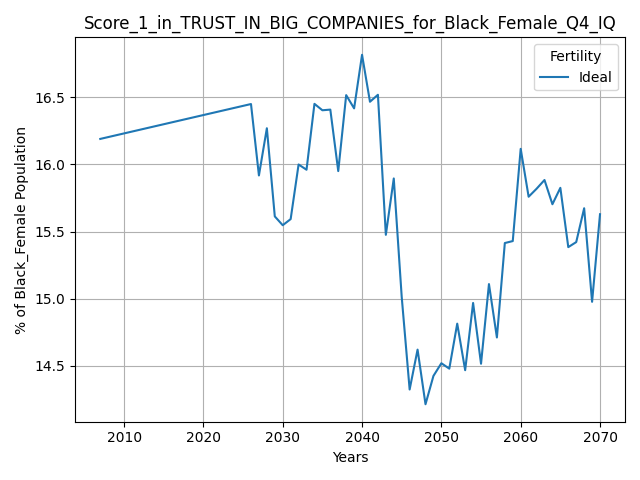 Score_1_in_TRUST_IN_BIG_COMPANIES_for_Black_Female_Q4_IQ
Fertility
Ideal
16.5
16.0
15.5
15.0
14.5
% of Black_Female Population
2010 2020 2030 2040 2050 2060 2070
Years